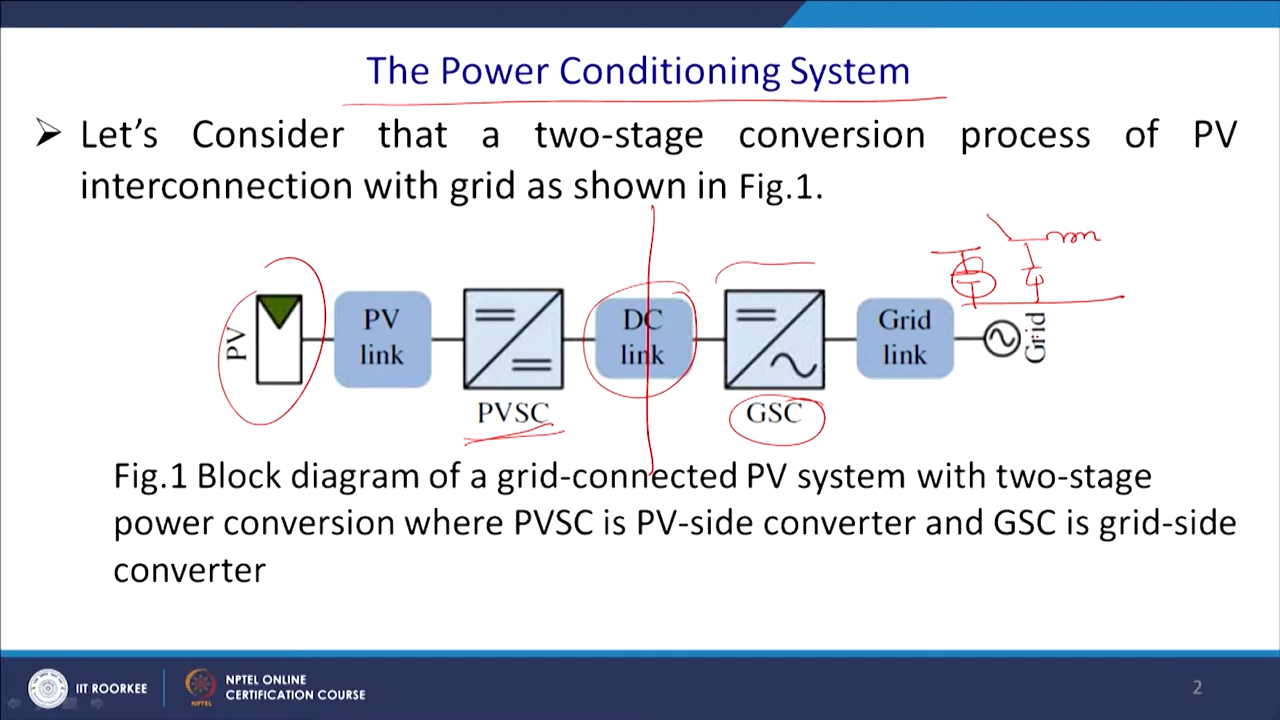 The Power Conditioning System
➢ Let’s Consider that a two-stage conversion process of PV
interconnection with grid as shown in Fig.1.
PV
PV
link
PVSC
DC
link
GSC
Grid
link
Grid
Fig.1 Block diagram of a grid-connected PV system with two-stage
power conversion where PVSC is PV-side converter and GSC is grid-side
converter
IIT ROORKEE
NPTEL
NPTEL ONLINE
CERTIFICATION COURSE
2